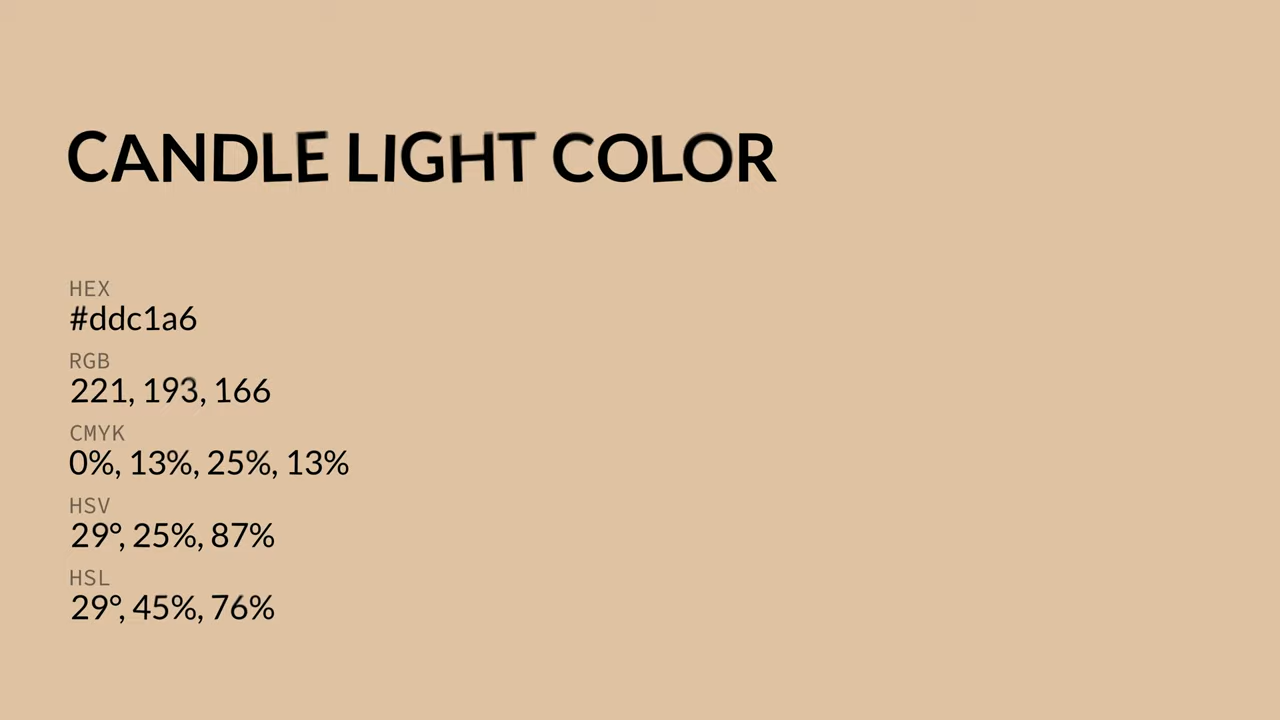 CANDLE LIGHT COLOR
HEX
#ddc1a6
RGB
221, 193, 166
CMYK
0%, 13%, 25%, 13%
HSV
29°, 25%, 87%
HSL
29°, 45%, 76%